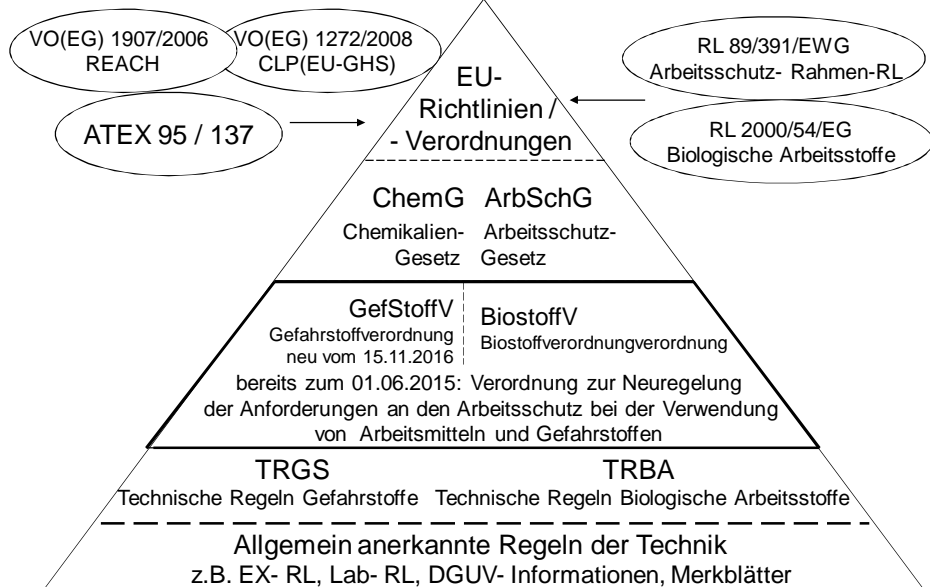 VO(EG) 1907/2006
REACH
VO(EG) 1272/2008
CLP(EU-GHS)
ATEX 95 / 137
RL 89/391/EWG
Arbeitsschutz- Rahmen-RL
RL 2000/54/EG
Biologische Arbeitsstoffe
EU-
Richtlinien /
- Verordnungen
ChemG ArbSchG
Chemikalien-
Gesetz
Arbeitsschutz-
Gesetz
GefStoffV
Gefahrstoffverordnung
neu vom 15.11.2016
BiostoffV
Biostoffverordnungverordnung
bereits zum 01.06.2015: Verordnung zur Neuregelung
der Anforderungen an den Arbeitsschutz bei der Verwendung
von Arbeitsmitteln und Gefahrstoffen
TRGS
Technische Regeln Gefahrstoffe
TRBA
Technische Regeln Biologische Arbeitsstoffe
Allgemein anerkannte Regeln der Technik
z.B. EX- RL, Lab- RL, DGUV- Informationen, Merkblätter